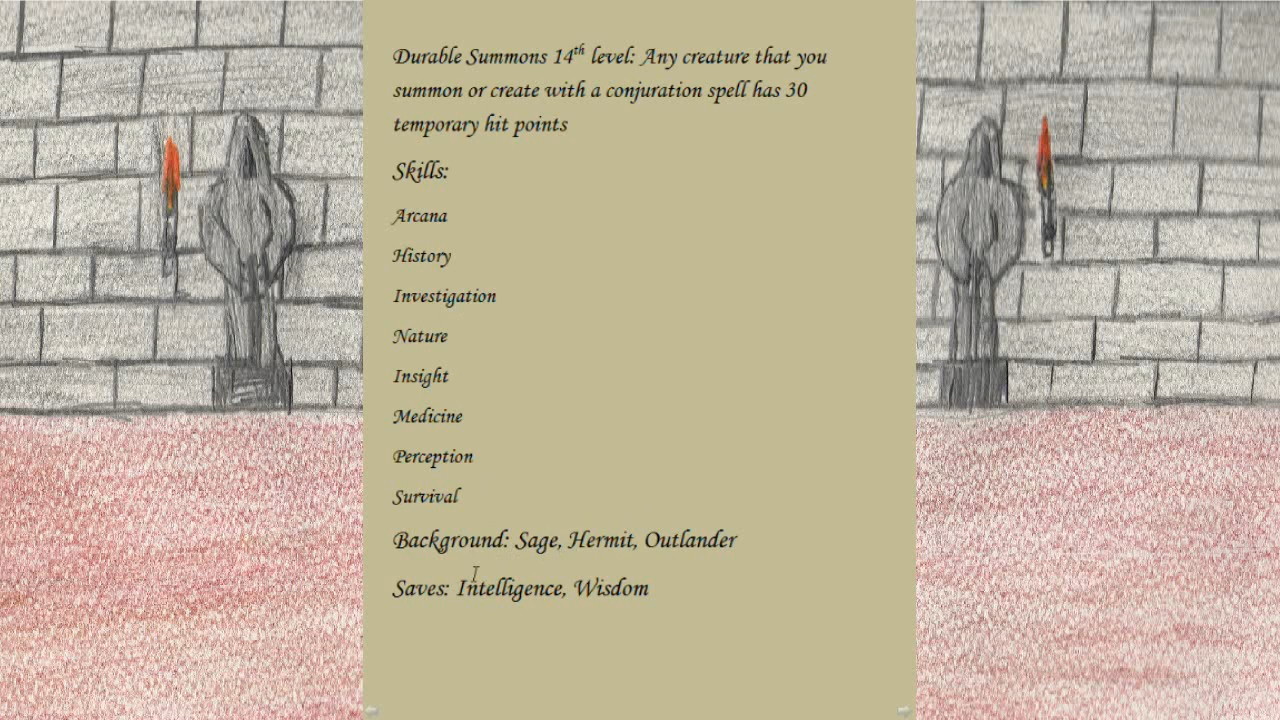 Durable Summons 14th level: Any creature that you
summon or create with a conjuration spell has 30
temporary hit points
Skills:
Arcana
History
Investigation
Nature
Insight
Medicine
Perception
Survival
Background: Sage, Hermit, Outlander
Saves: Intelligence, Wisdom